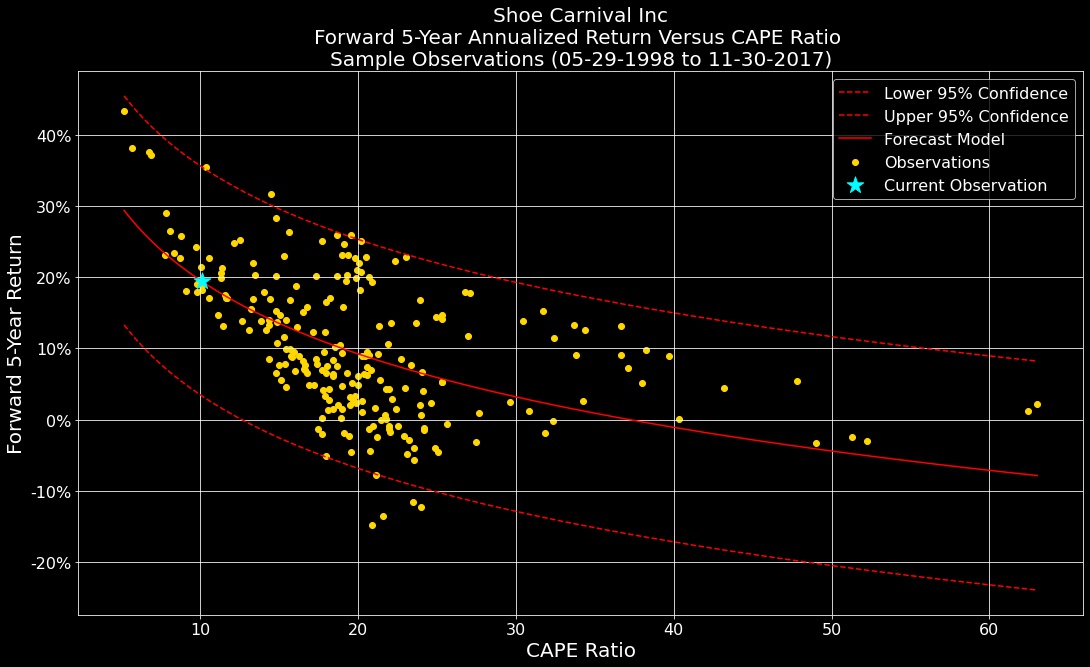 Shoe Carnival Inc
Forward 5-Year Annualized Return Versus CAPE Ratio
Sample Observations (05-29-1998 to 11-30-2017)
Lower 95% Confidence
Upper 95% Confidence
Forecast Model
Observations
Current Observation
Forward 5-Year Return
40%
30%
20%
10%
0%
-10%
-20%
10
20
30
40
50
60
CAPE Ratio